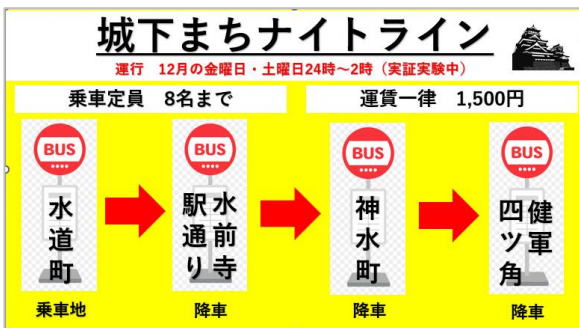 城下まちナイトライン
運行 12月の金曜日・土曜日24時～2時（実証実験中）
乗車定員 8名まで
運賃一律 1,500円
BUS
水道町
乗車地
BUS
水前寺
駅通り
降車
BUS
神水町
降車
BUS
健軍
四ツ角
降車